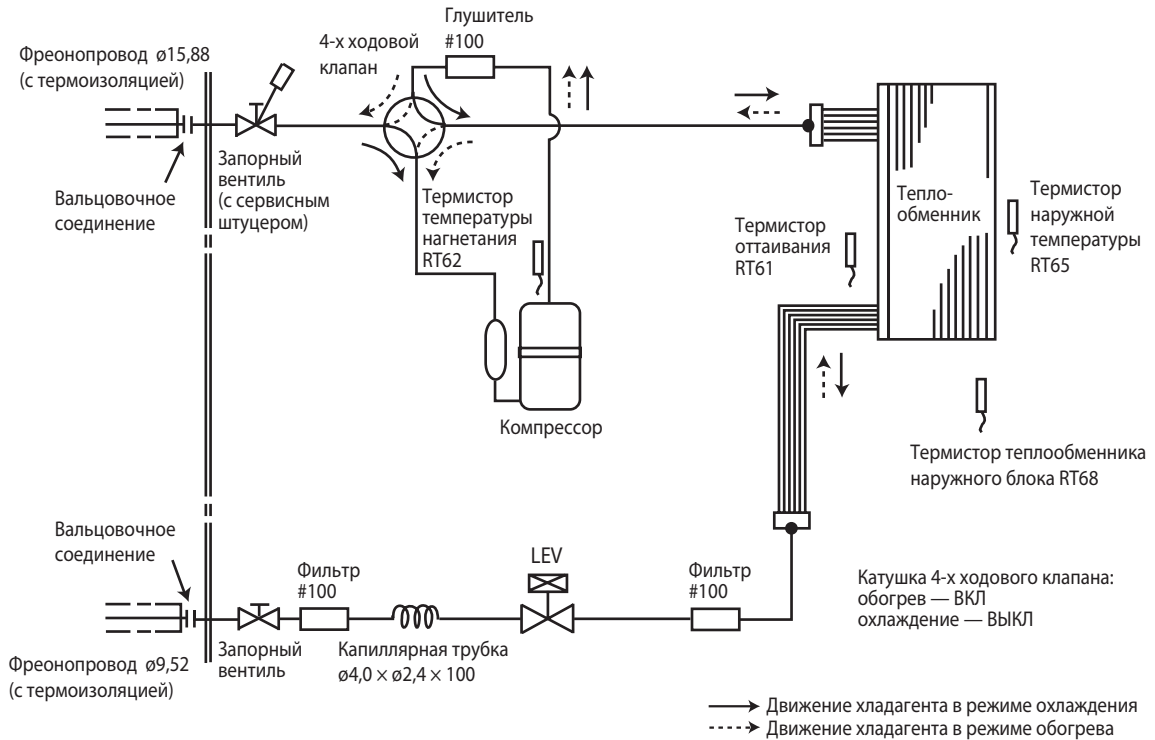 Глушитель
#100
4-х ходовой
клапан
Фреонопровод ø15,88
(с термоизоляцией)
Запорный
вентиль
(с сервисным
штуцером)
Вальцовочное
соединение
Термистор
температуры
нагнетания
RT62
Тепло-
обменник
Термистор
наружной
температуры
RT65
Термистор
оттаивания
RT61
Компрессор
Термистор теплообменника
наружного блока RT68
Вальцовочное
соединение
Фильтр
#100
LEV
Фильтр
#100
Катушка 4-х ходового клапана:
обогрев — ВКЛ
охлаждение — ВЫКЛ
Запорный
вентиль
Капиллярная трубка
ø4,0 × ø2,4 × 100
Фреонопровод ø9,52
(с термоизоляцией)
Движение хладагента в режиме охлаждения
Движение хладагента в режиме обогрева